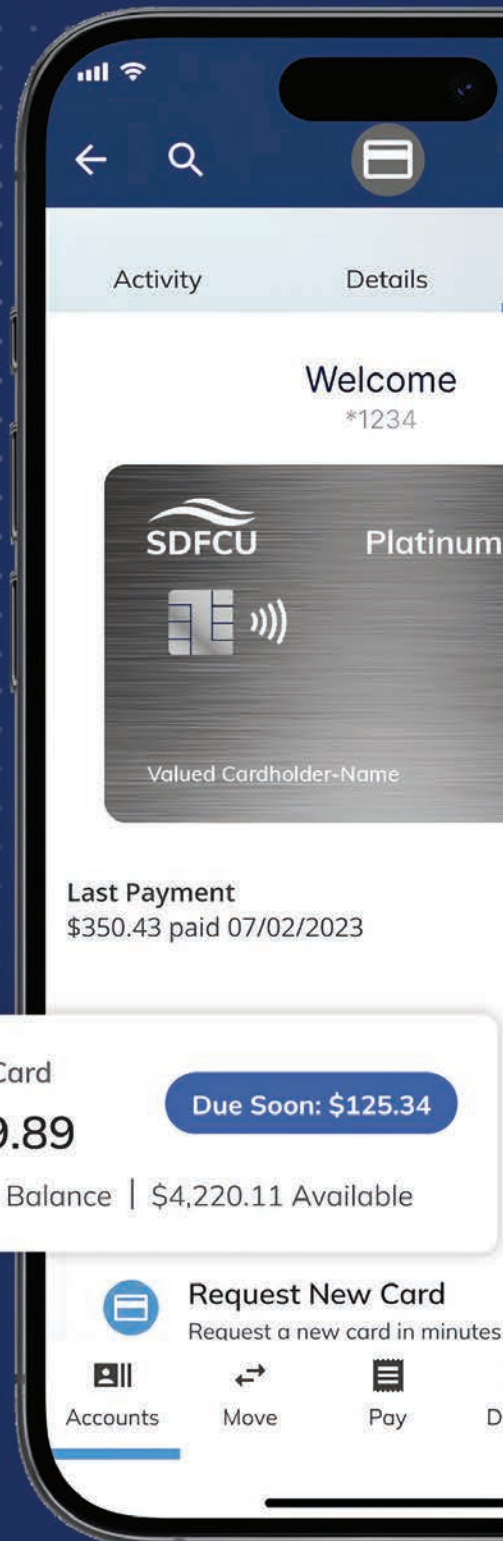 Activity Details
Welcome
*1234
SDFCU Platinum
Valued Cardholder-Name
Last Payment
$350.43 paid 07/02/2023
Card
9.89
Due Soon: $125.34
Balance | $4,220.11 Available
Request New Card
Request a new card in minutes
Accounts Move Pay D